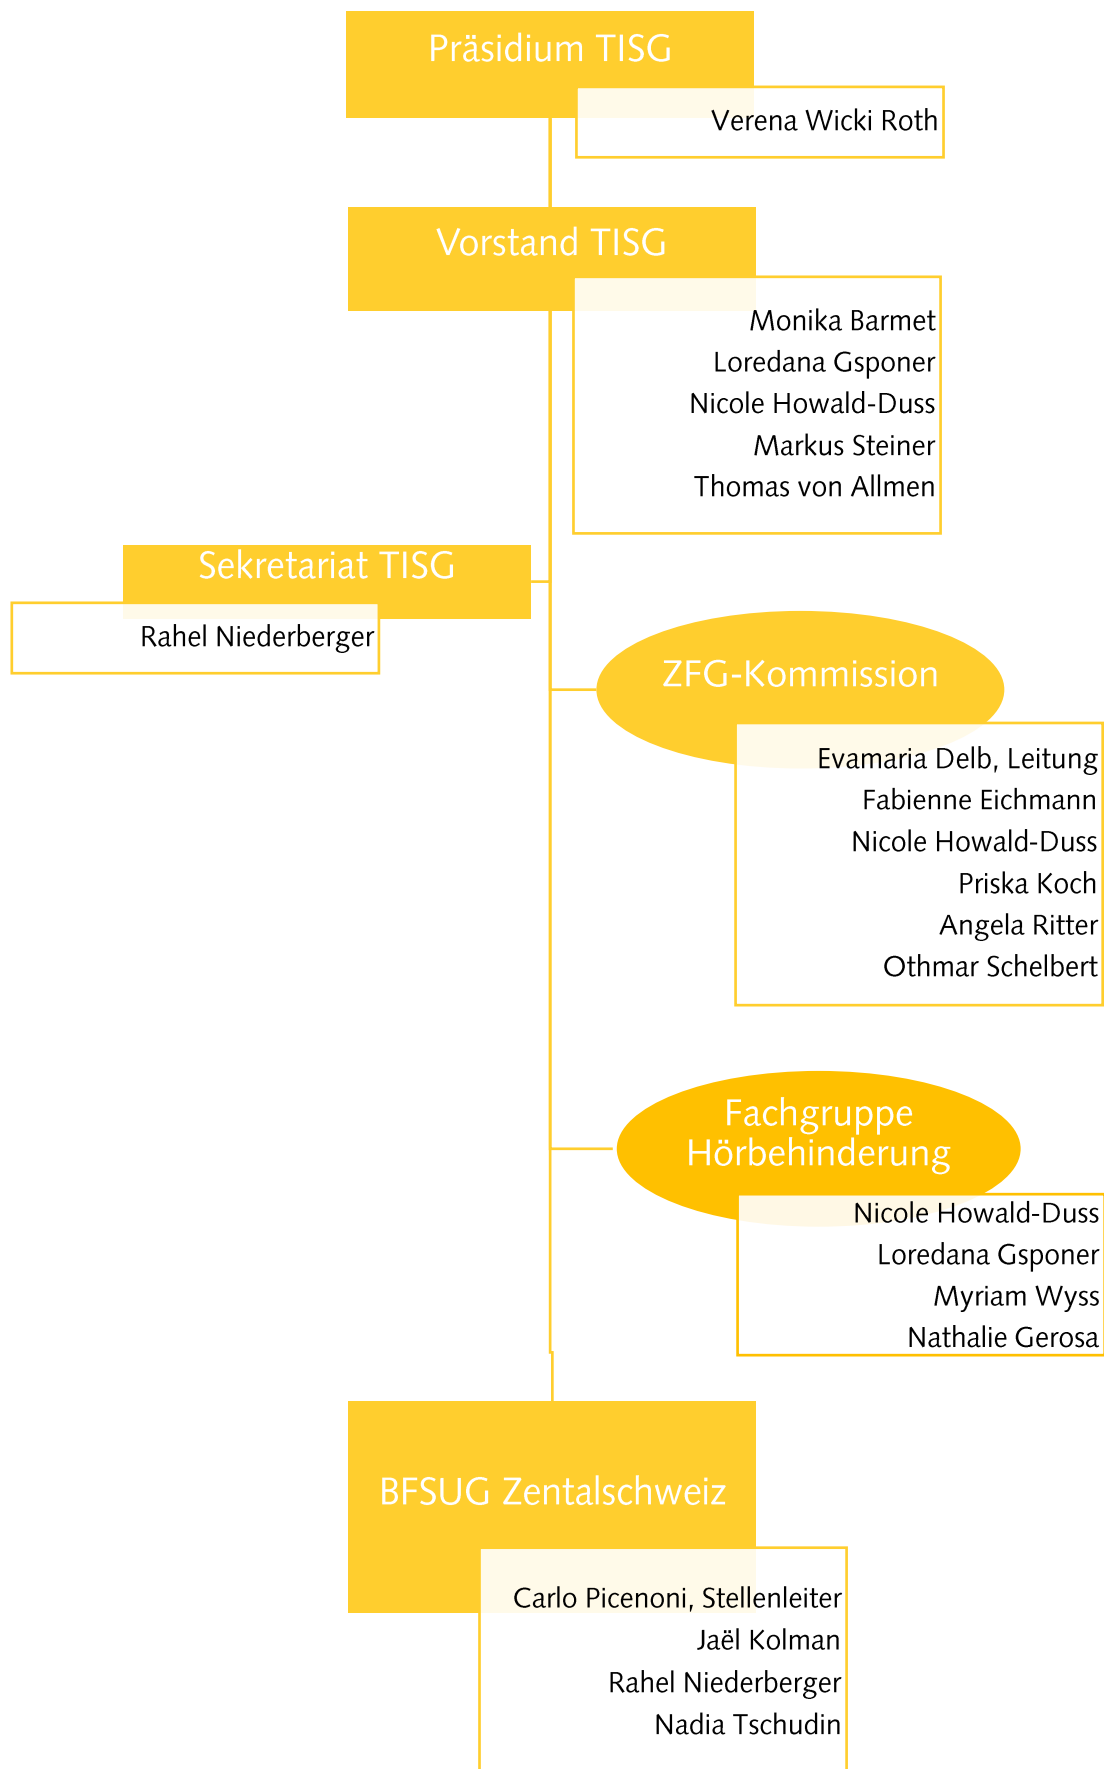 Präsidium TISG
Verena Wicki Roth
Vorstand TISG
Monika Barmet
Loredana Gsponer
Nicole Howald-Duss
Markus Steiner
Thomas von Allmen
Sekretariat TISG
Rahel Niederberger
ZFG-Kommission
Evamaria Delb, Leitung
Fabienne Eichmann
Nicole Howald-Duss
Priska Koch
Angela Ritter
Othmar Schelbert
Fachgruppe
Hörbehinderung
Nicole Howald-Duss
Loredana Gsponer
Myriam Wyss
Nathalie Gerosa
BFSUG Zentalschweiz
Carlo Picenoni, Stellenleiter
Jaël Kolman
Rahel Niederberger
Nadia Tschudin